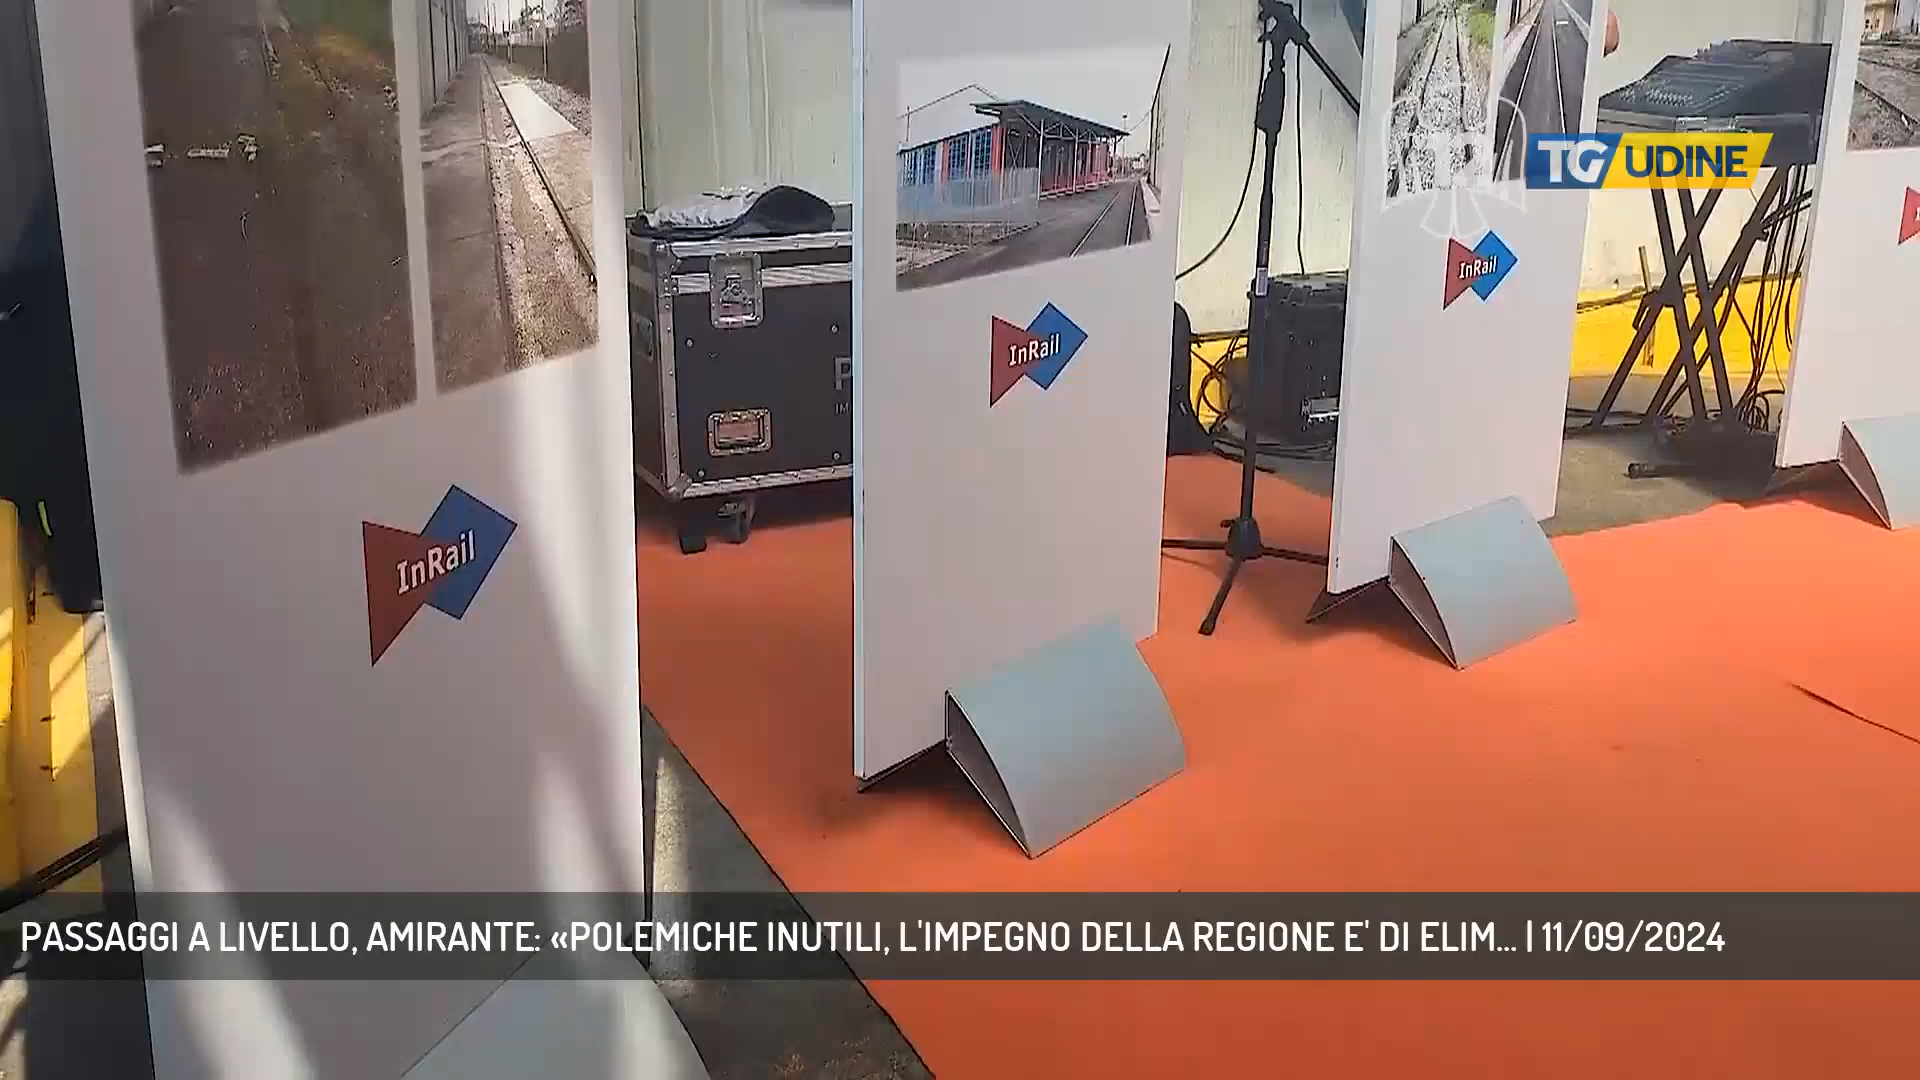 TG UDINE
InRail
InRail
InRail
PASSAGGI A LIVELLO, AMIRANTE: «POLEMICHE INUTILI, L'IMPEGNO DELLA REGIONE E' DI ELIM... | 11/09/2024